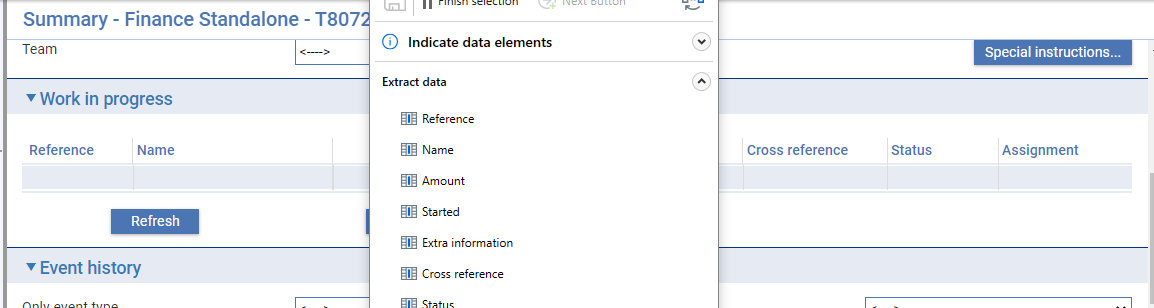 Summary - Finance Standalone - T8072
Finish selection
Next Button
Team
<---->
Indicate data elements
Special instructions...
Extract data
Work in progress
Reference
Name
Reference
Name
Cross reference
Status
Assignment
Amount
Started
Refresh
Extra information
Event history
Cross reference
Only event type
Status